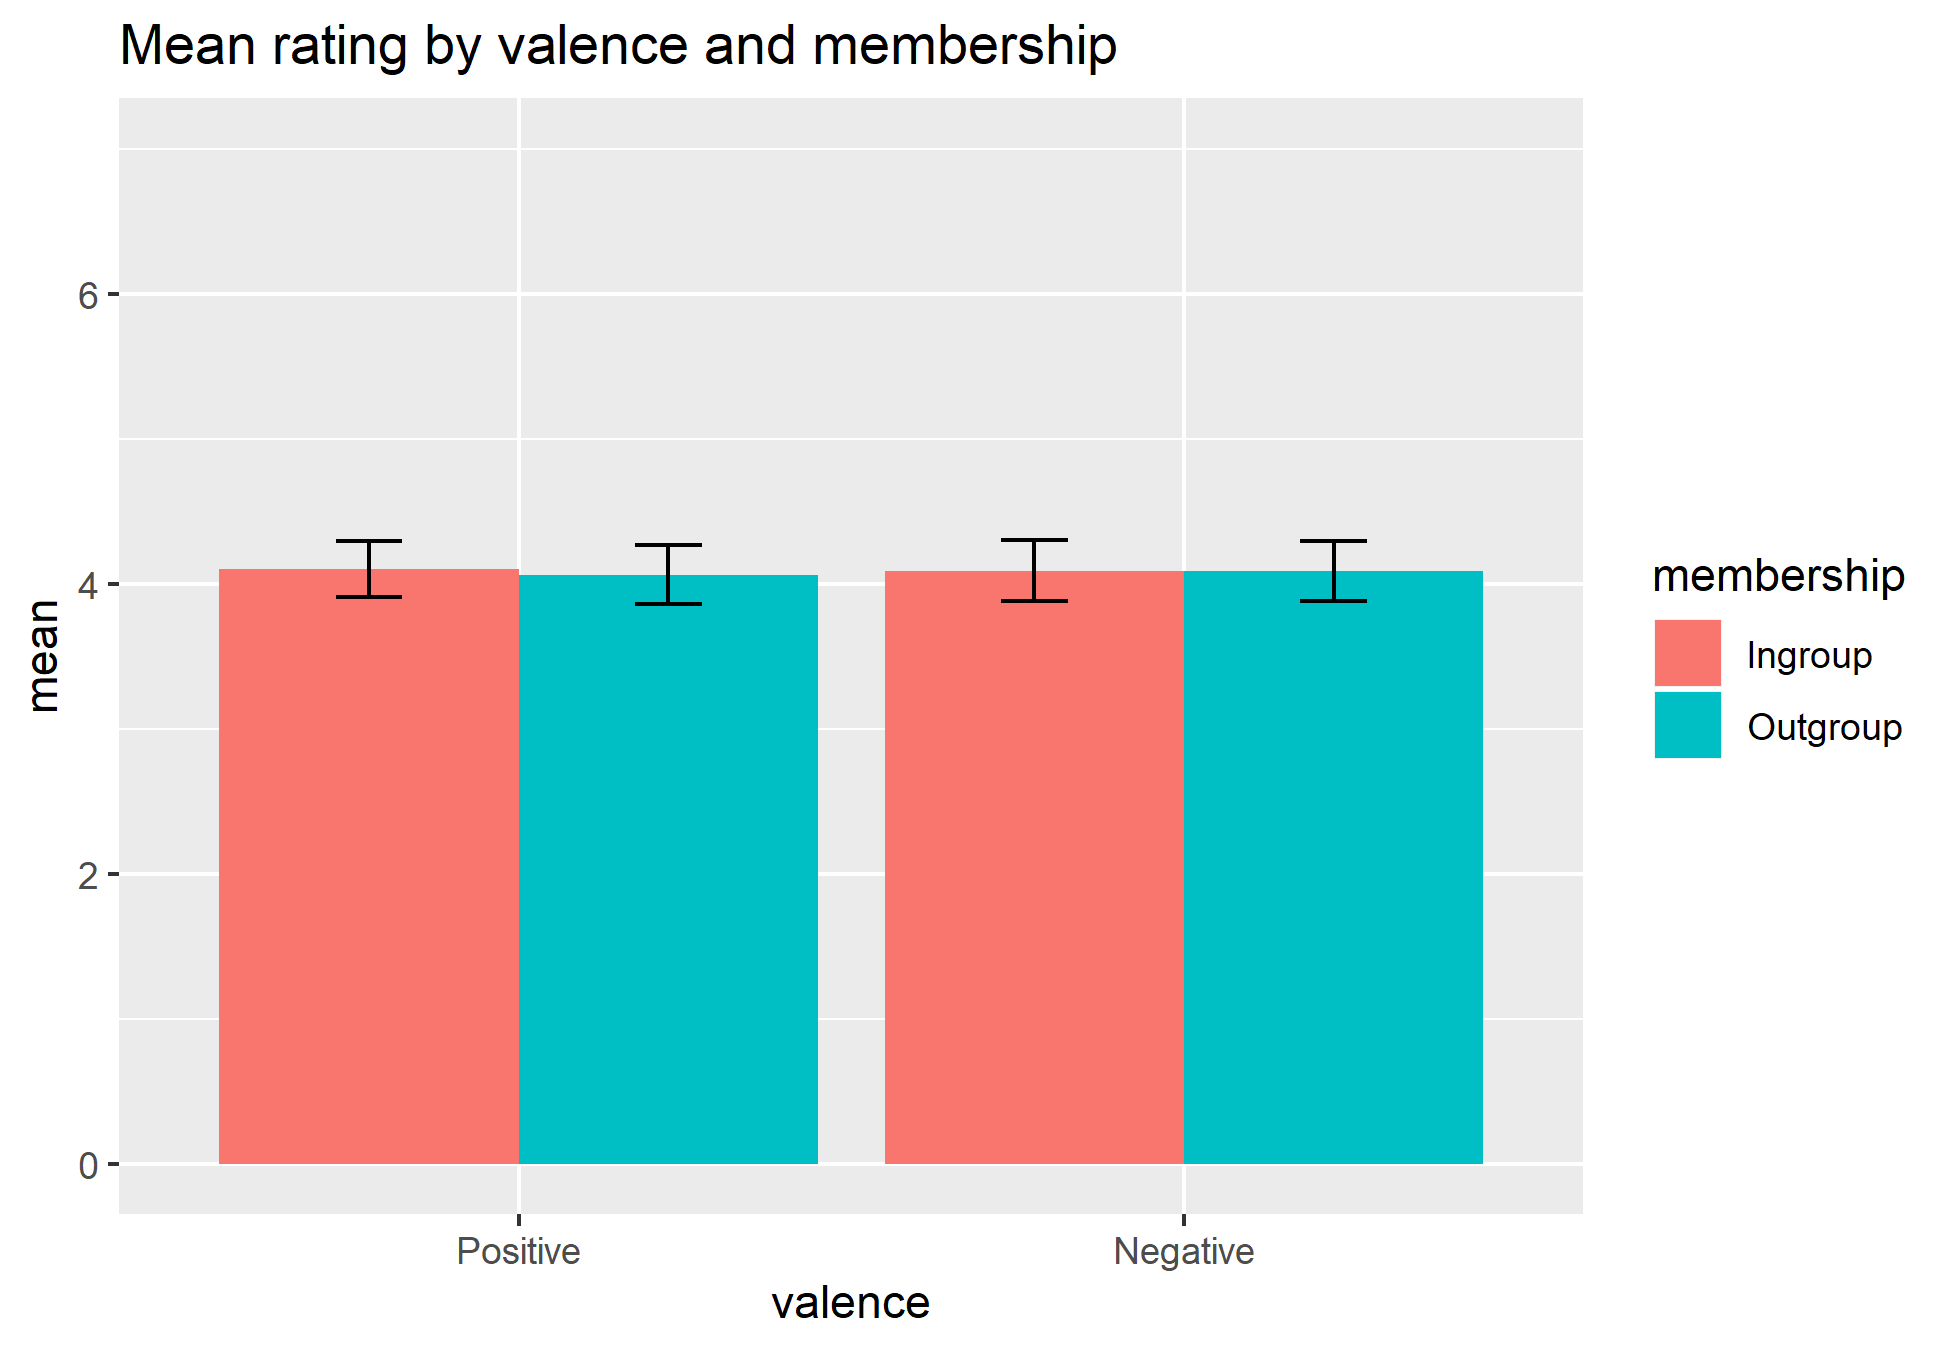 Mean rating by valence and membership
6
4
2
0
mean
Positive
Negative
valence
membership
Ingroup
Outgroup